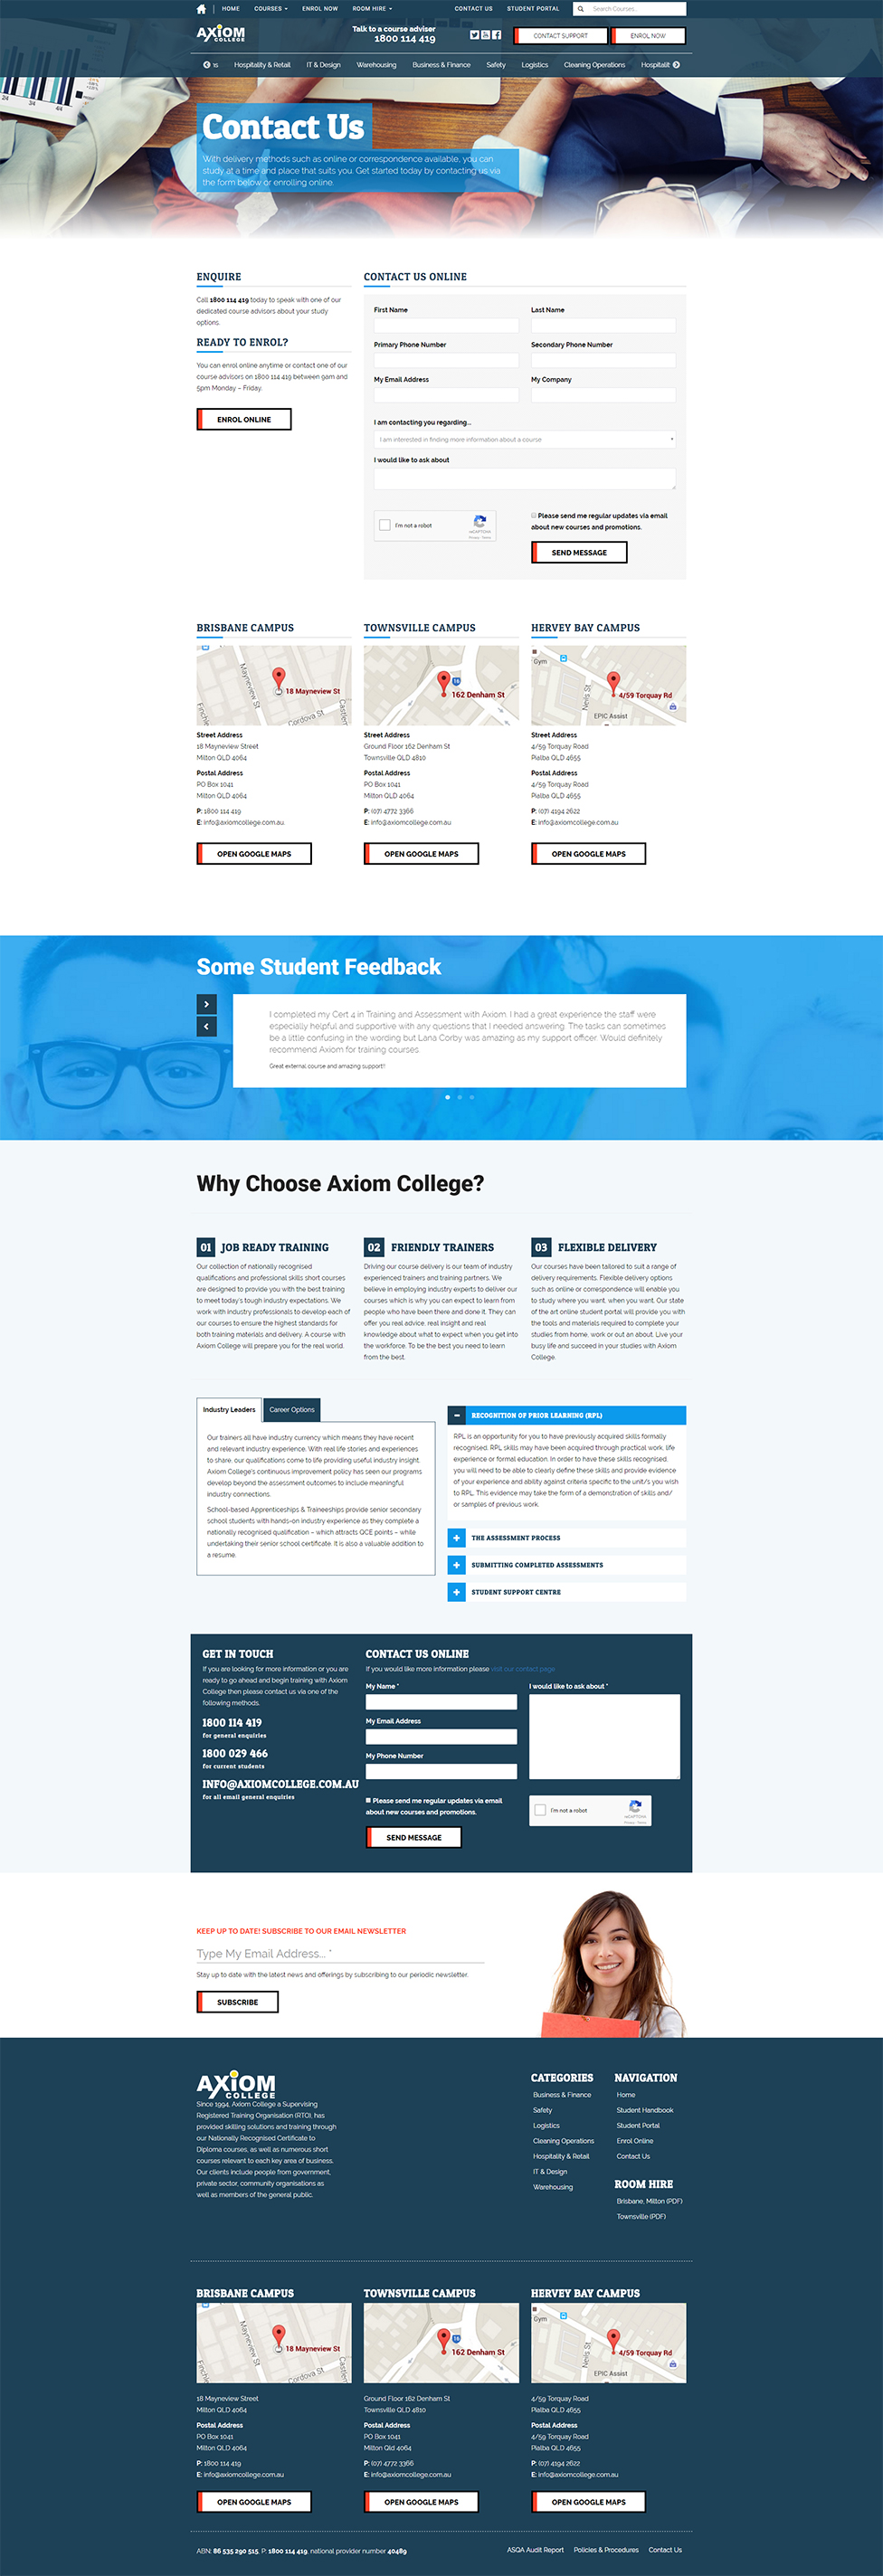 HOME COURSES ENROL NOW ROOM HIRE CONTACT US STUDENT PORTAL Search Courses...
AXIOM
COLLEGE
Talk to a course adviser
1800 114 419
CONTACT SUPPORT
ENROL NOW
Hospitality & Retail IT & Design Warehousing Business & Finance Safety Logistics Cleaning Operations Hospitalit
Contact Us
With delivery methods such as online or correspondence available, you can
study at a time and place that suits you. Get started today by contacting us via
the form below or enrolling online.
ENQUIRE
Call 1800 114 419 today to speak with one of our
dedicated course advisors about your study
options.
READY TO ENROL?
You can enrol online anytime or contact one of our
course advisors on 1800 114 419 between 9am and
5pm Monday – Friday.
ENROL ONLINE
CONTACT US ONLINE
First Name
Last Name
Primary Phone Number
Secondary Phone Number
My Email Address
My Company
I am contacting you regarding...
I am interested in finding more information about a course
I would like to ask about
I'm not a robot
reCAPTCHA
Privacy - Terms
Please send me regular updates via email
about new courses and promotions.
SEND MESSAGE
BRISBANE CAMPUS
Mayneview St
18 Mayneview St
Cordova St
Castlem
Finchle
Street Address
18 Mayneview Street
Milton QLD 4064
Postal Address
PO Box 1041
Milton QLD 4064
P: 1800 114 419
E: info@axiomcollege.com.au
OPEN GOOGLE MAPS
TOWNSVILLE CAMPUS
162 Denham St
Street Address
Ground Floor 162 Denham St
Townsville QLD 4810
Postal Address
PO Box 1041
Milton QLD 4064
P: (07) 4772 3366
E: info@axiomcollege.com.au
OPEN GOOGLE MAPS
HERVEY BAY CAMPUS
Gym
Neils St
4/59 Torquay Rd
EPIC Assist
Street Address
4/59 Torquay Road
Pialba QLD 4655
Postal Address
4/59 Torquay Road
Pialba QLD 4655
P: (07) 4194 2622
E: info@axiomcollege.com.au
OPEN GOOGLE MAPS
Some Student Feedback
I completed my Cert 4 in Training and Assessment with Axiom. I had a great experience the staff were
especially helpful and supportive with any questions that I needed answering. The tasks can sometimes
be a little confusing in the wording but Lana Corby was amazing as my support officer. Would definitely
recommend Axiom for training courses.
Great external course and amazing support!
Why Choose Axiom College?
01 JOB READY TRAINING
Our collection of nationally recognised
qualifications and professional skills short courses
are designed to provide you with the best training
to meet today's tough industry expectations. We
work with industry professionals to develop each of
our courses to ensure the highest standards for
both training materials and delivery. A course with
Axiom College will prepare you for the real world.
02 FRIENDLY TRAINERS
Driving our course delivery is our team of industry
experienced trainers and training partners. We
believe in employing industry experts to deliver our
courses which is why you can expect to learn from
people who have been there and done it. They can
offer you real advice, real insight and real
knowledge about what to expect when you get into
the workforce. To be the best you need to learn
from the best.
03 FLEXIBLE DELIVERY
Our courses have been tailored to suit a range of
delivery requirements. Flexible delivery options
such as online or correspondence will enable you
to study where you want, when you want. Our state
of the art online student portal will provide you with
the tools and materials required to complete your
studies from home, work or out an about. Live your
busy life and succeed in your studies with Axiom
College.
Industry Leaders
Career Options
Our trainers all have industry currency which means they have recent
and relevant industry experience. With real life stories and experiences
to share, our qualifications come to life providing useful industry insight.
Axiom College's continuous improvement policy has seen our programs
develop beyond the assessment outcomes to include meaningful
industry connections.
School-based Apprenticeships & Traineeships provide senior secondary
school students with hands-on industry experience as they complete a
nationally recognised qualification – which attracts QCE points – while
undertaking their senior school certificate. It is also a valuable addition to
a resume.
RECOGNITION OF PRIOR LEARNING (RPL)
RPL is an opportunity for you to have previously acquired skills formally
recognised. RPL skills may have been acquired through practical work, life
experience or formal education. In order to have these skills recognised,
you will need to be able to clearly define these skills and provide evidence
of your experience and ability against criteria specific to the unit/s you wish
to RPL. This evidence may take the form of a demonstration of skills and/
or samples of previous work.
THE ASSESSMENT PROCESS
SUBMITTING COMPLETED ASSESSMENTS
STUDENT SUPPORT CENTRE
GET IN TOUCH
If you are looking for more information or you are
ready to go ahead and begin training with Axiom
College then please contact us via one of the
following methods.
1800 114 419
for general enquiries
1800 029 466
for current students
INFO@AXIOMCOLLEGE.COM.AU
for all email general enquiries
CONTACT US ONLINE
If you would like more information please visit our contact page.
My Name *
My Email Address
My Phone Number
I would like to ask about *
Please send me regular updates via email
about new courses and promotions.
I'm not a robot
reCAPTCHA
Privacy - Terms
SEND MESSAGE
KEEP UP TO DATE! SUBSCRIBE TO OUR EMAIL NEWSLETTER
Type My Email Address... *
Stay up to date with the latest news and offerings by subscribing to our periodic newsletter.
SUBSCRIBE
AXIOM
COLLEGE
Since 1994, Axiom College a Supervising
Registered Training Organisation (RTO), has
provided skilling solutions and training through
our Nationally Recognised Certificate to
Diploma courses, as well as numerous short
courses relevant to each key area of business.
Our clients include people from government,
private sector, community organisations as
well as members of the general public.
CATEGORIES
Business & Finance
Safety
Logistics
Cleaning Operations
Hospitality & Retail
IT & Design
Warehousing
NAVIGATION
Home
Student Handbook
Student Portal
Enrol Online
Contact Us
ROOM HIRE
Brisbane, Milton (PDF)
Townsville (PDF)
BRISBANE CAMPUS
Mayneview St
18 Mayneview St
Cordova St
Castlem
Finchle
18 Mayneview Street
Milton QLD 4064
Postal Address
PO Box 1041
Milton QLD 4064
P: 1800 114 419
E: info@axiomcollege.com.au
OPEN GOOGLE MAPS
TOWNSVILLE CAMPUS
162 Denham St
Ground Floor 162 Denham St
Townsville QLD 4810
Postal Address
PO Box 1041
Milton Qld 4064
P: (07) 4772 3366
E: info@axiomcollege.com.au
OPEN GOOGLE MAPS
HERVEY BAY CAMPUS
Gym
Neils St
4/59 Torquay Rd
EPIC Assist
4/59 Torquay Road
Pialba QLD 4655
Postal Address
4/59 Torquay Road
Pialba QLD 4655
P: (07) 4194 2622
E: info@axiomcollege.com.au
OPEN GOOGLE MAPS
ABN: 86 535 290 515, P: 1800 114 419, national provider number 40489
ASQA Audit Report Policies & Procedures Contact Us